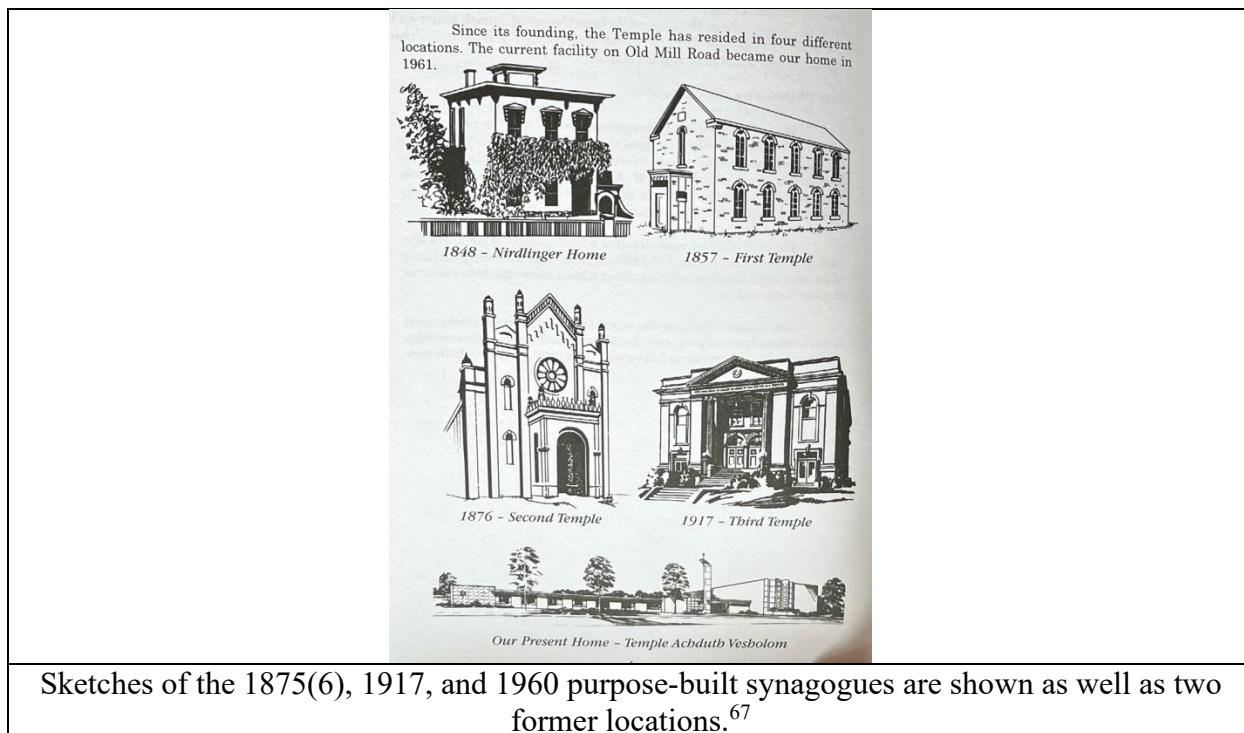 Since its founding, the Temple has resided in four different
locations. The current facility on Old Mill Road became our home in
1961.
1848 – Nirdlinger Home
1857 – First Temple
1876 – Second Temple
1917 – Third Temple
Our Present Home – Temple Achduth Vesholom
Sketches of the 1875(6), 1917, and 1960 purpose-built synagogues are shown as well as two
former locations.67